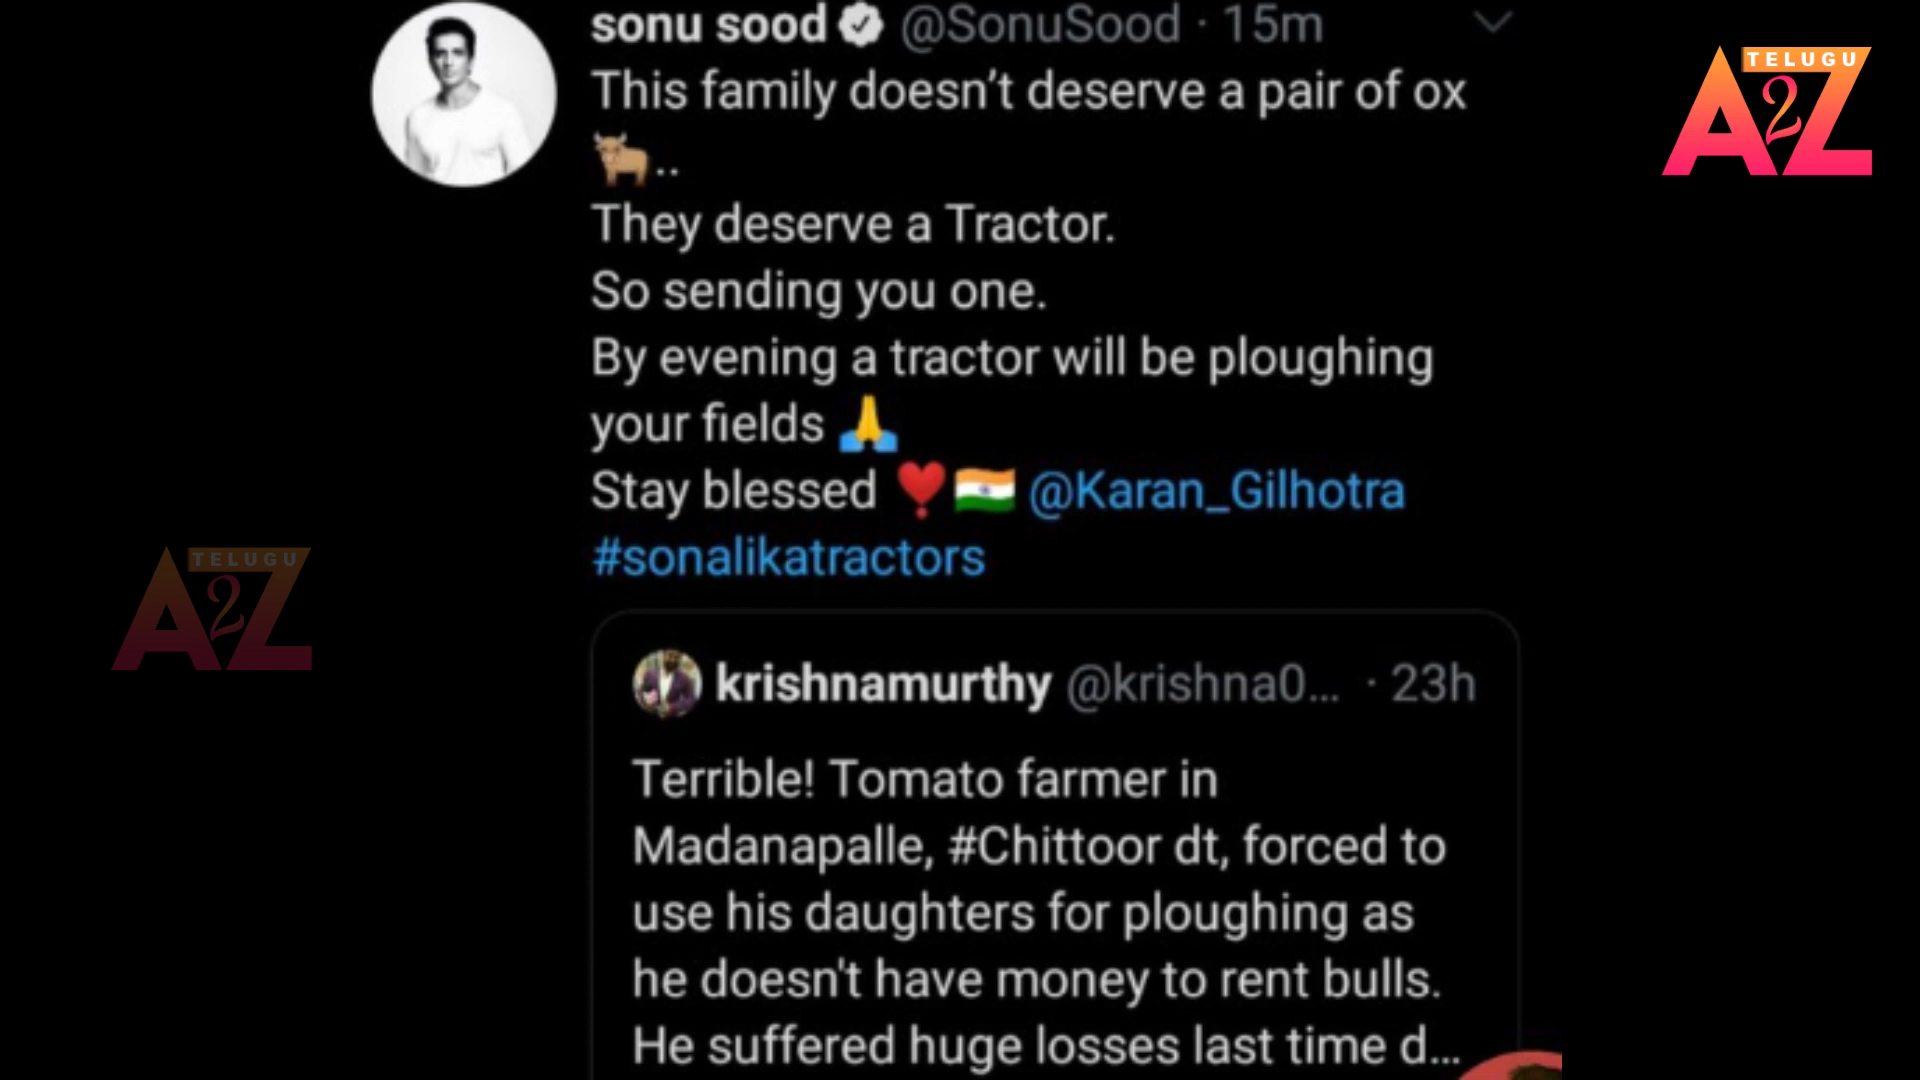 sonu sood @SonuSood · 15m
This family doesn’t deserve a pair of ox
🐂..
They deserve a Tractor.
So sending you one.
By evening a tractor will be ploughing
your fields 🙏
Stay blessed ❣️🇮🇳 @Karan_Gilhotra
#sonalikatractors
krishnamurthy @krishna0... · 23h
Terrible! Tomato farmer in
Madanapalle, #Chittoor dt, forced to
use his daughters for ploughing as
he doesn't have money to rent bulls.
He suffered huge losses last time d...
TELUGU
A2Z
TELUGU
A2Z